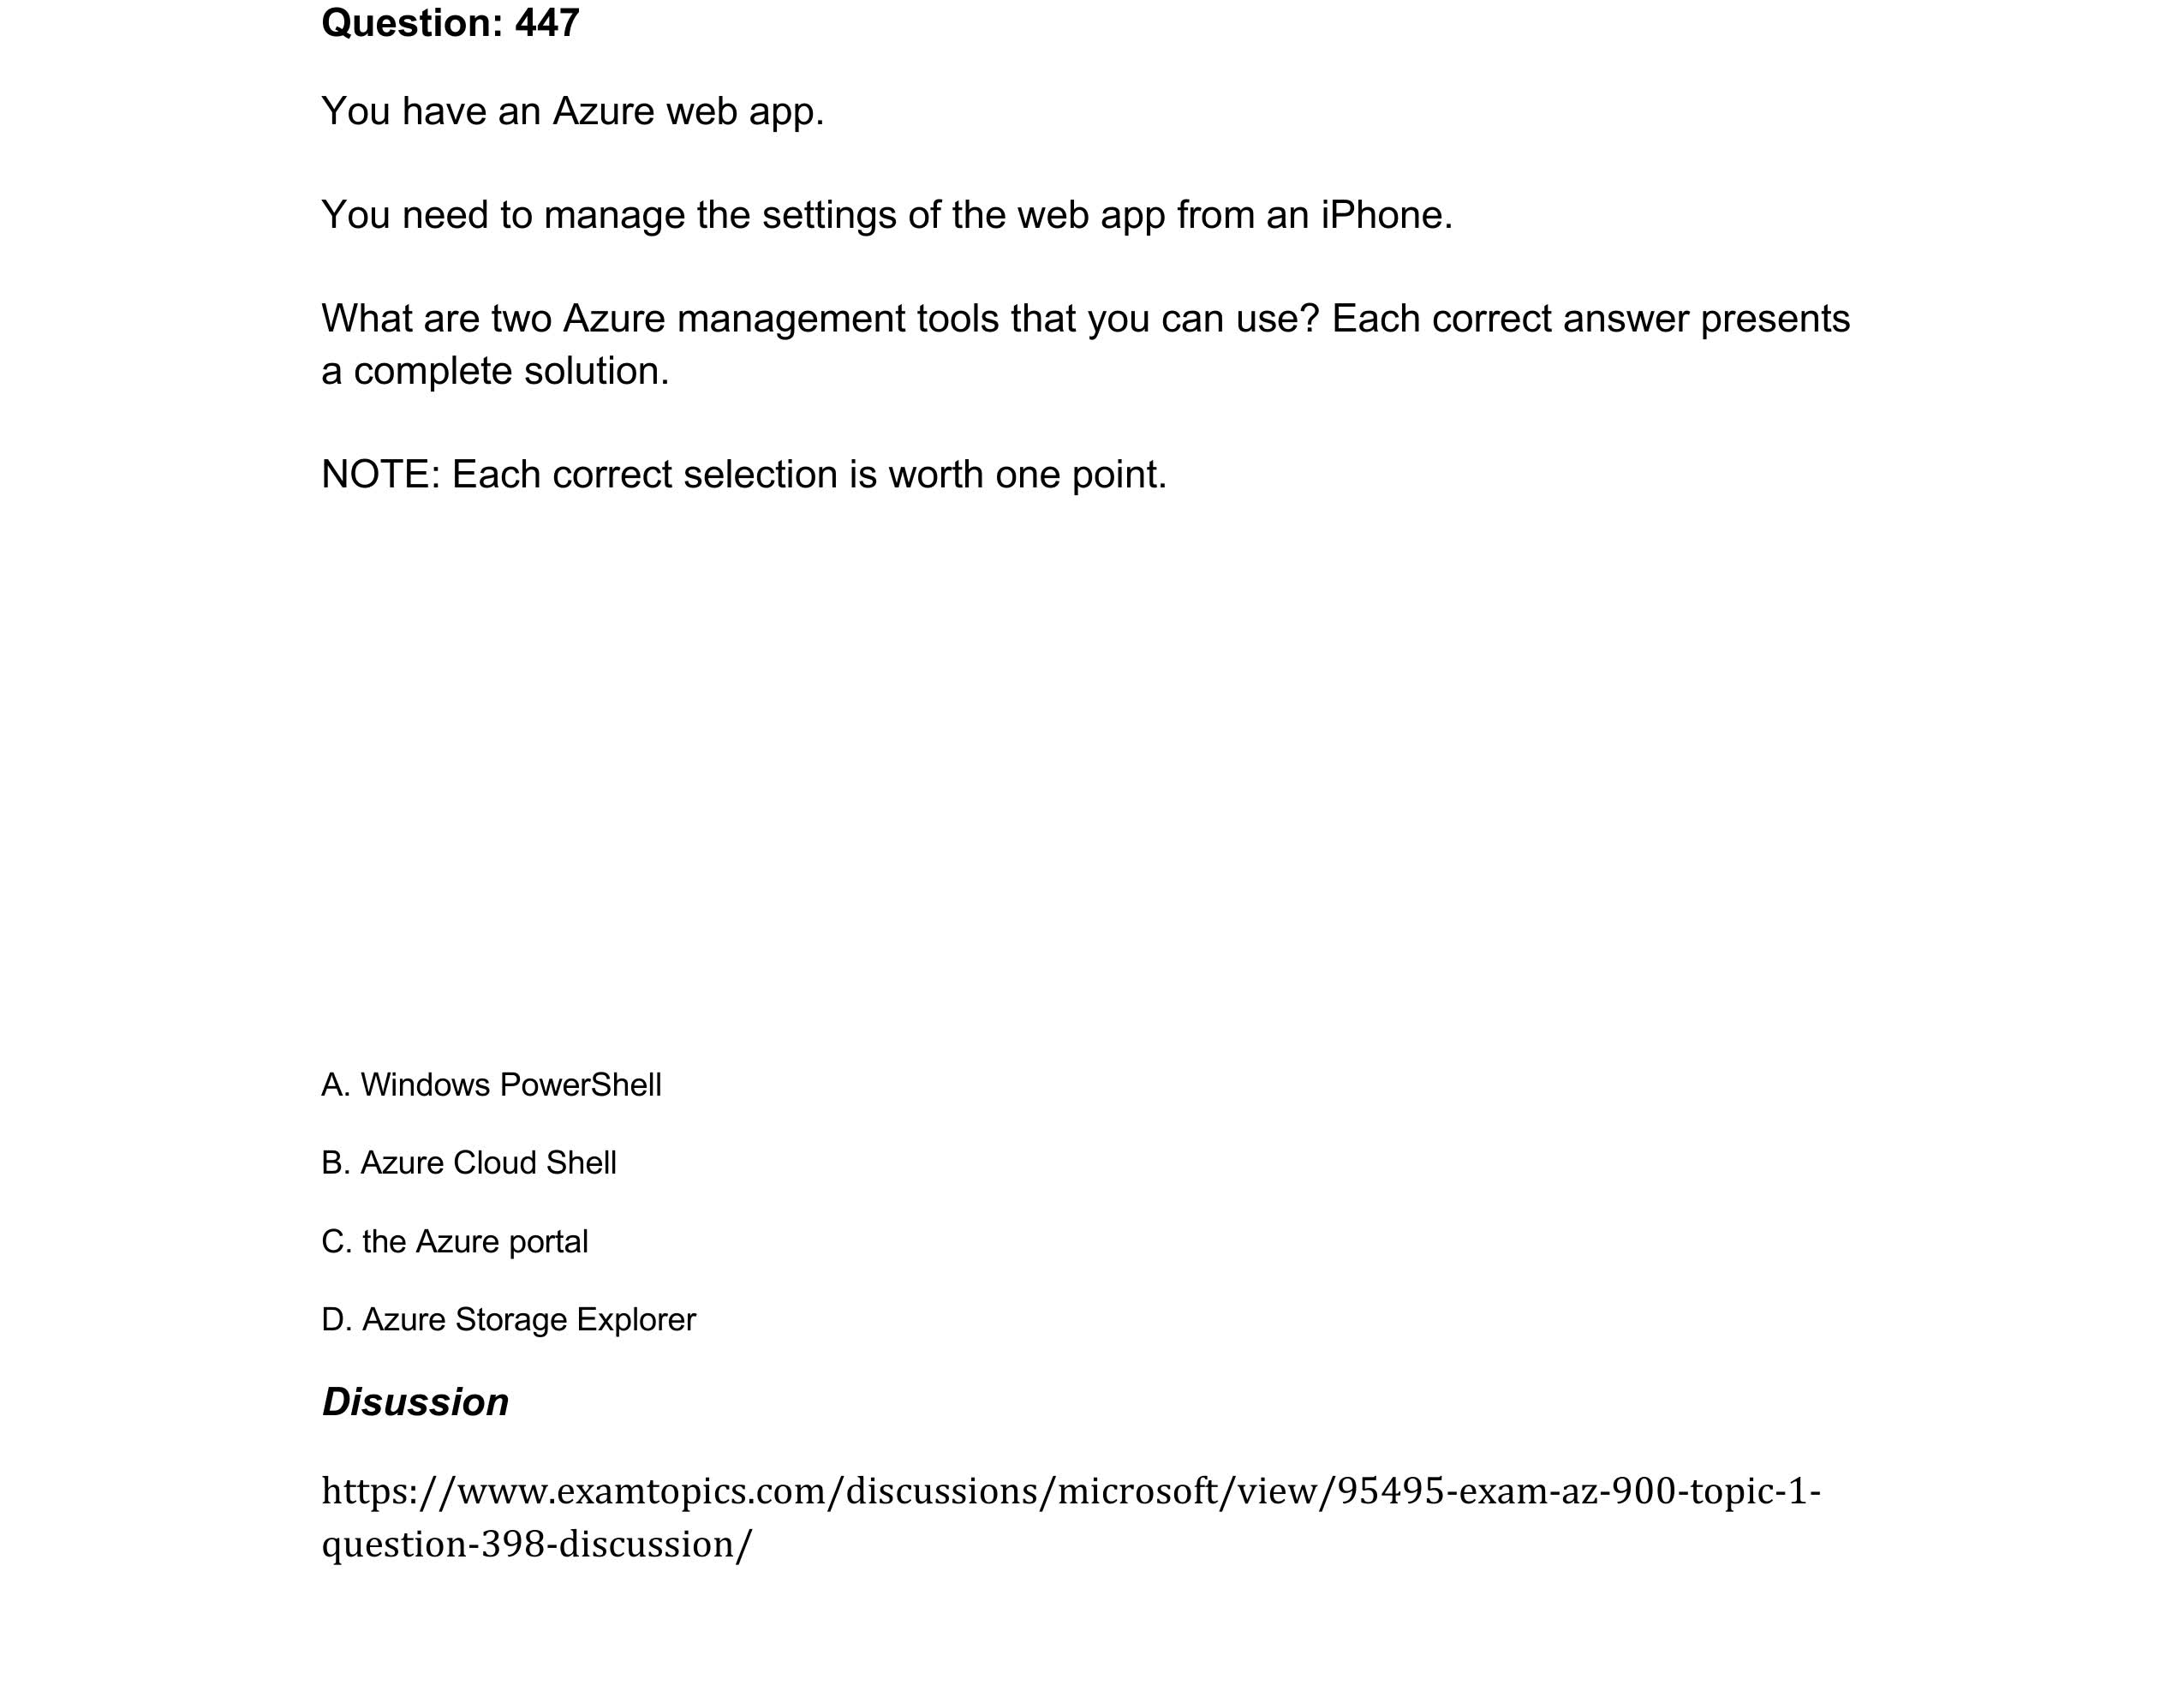 Question: 447
You have an Azure web app.
You need to manage the settings of the web app from an iPhone.
What are two Azure management tools that you can use? Each correct answer presents
a complete solution.
NOTE: Each correct selection is worth one point.
A. Windows PowerShell
B. Azure Cloud Shell
C. the Azure portal
D. Azure Storage Explorer
Disussion
https://www.examtopics.com/discussions/microsoft/view/95495-exam-az-900-topic-1-
question-398-discussion/